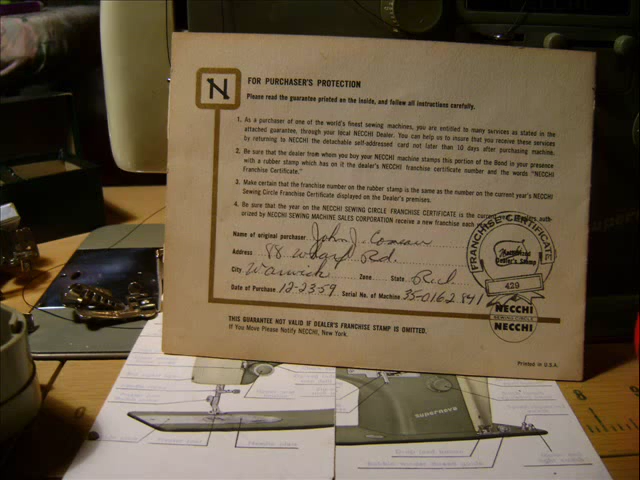 N
FOR PURCHASER'S PROTECTION
Please read the guarantee printed on the inside, and follow all instructions carefully.
1. As a purchaser of one of the world's finest sewing machines, you are entitled to many services as stated in the
attached guarantee, through your local NECCHI Dealer. You can help us to insure that you receive these services
by returning to NECCHI the detachable self-addressed card not later than 10 days after purchasing machine.
2. Be sure that the dealer from whom you buy your NECCHI machine stamps this portion of the Bond in your presence
with a rubber stamp which has on it the dealer's NECCHI franchise certificate number and the words "NECCHI
Franchise Certificate."
3. Make certain that the franchise number on the rubber stamp is the same as the number on the current year's NECCHI
Sewing Circle Franchise Certificate displayed on the Dealer's premises.
4. Be sure the year on the NECCHI SEWING CIRCLE FRANCHISE CERTIFICATE is the current auth-
orized by NECCHI SEWING MACHINE SALES CORPORATION receive a new franchise each
Name of original purchaser John J.
Address 88 Rd.
City Warwick Zone State R.I.
Date of Purchase 12-23-59 Serial No. of Machine 35-0162841
FRANCHISE CERTIFICATE
Dealer's Stamp
429
NECCHI
SEWING CIRCLE
NECCHI
THIS GUARANTEE NOT VALID IF DEALER'S FRANCHISE STAMP IS OMITTED.
If You Move Please Notify NECCHI, New York.
Printed in U.S.A.
supernova
8
9